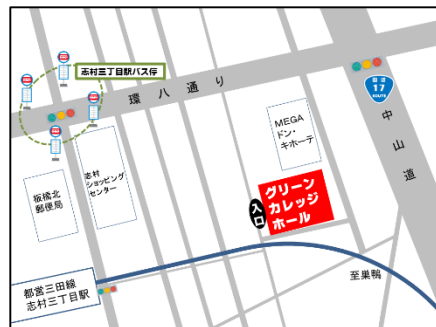 志村三丁目駅バス停
環八通り
国道
17
ROUTE
中山道
MEGA
ドン・
キホーテ
志村
ショッピング
センター
板橋北
郵便局
グリーン
カレッジ
ホール
入口
都営三田線
志村三丁目駅
至巣鴨